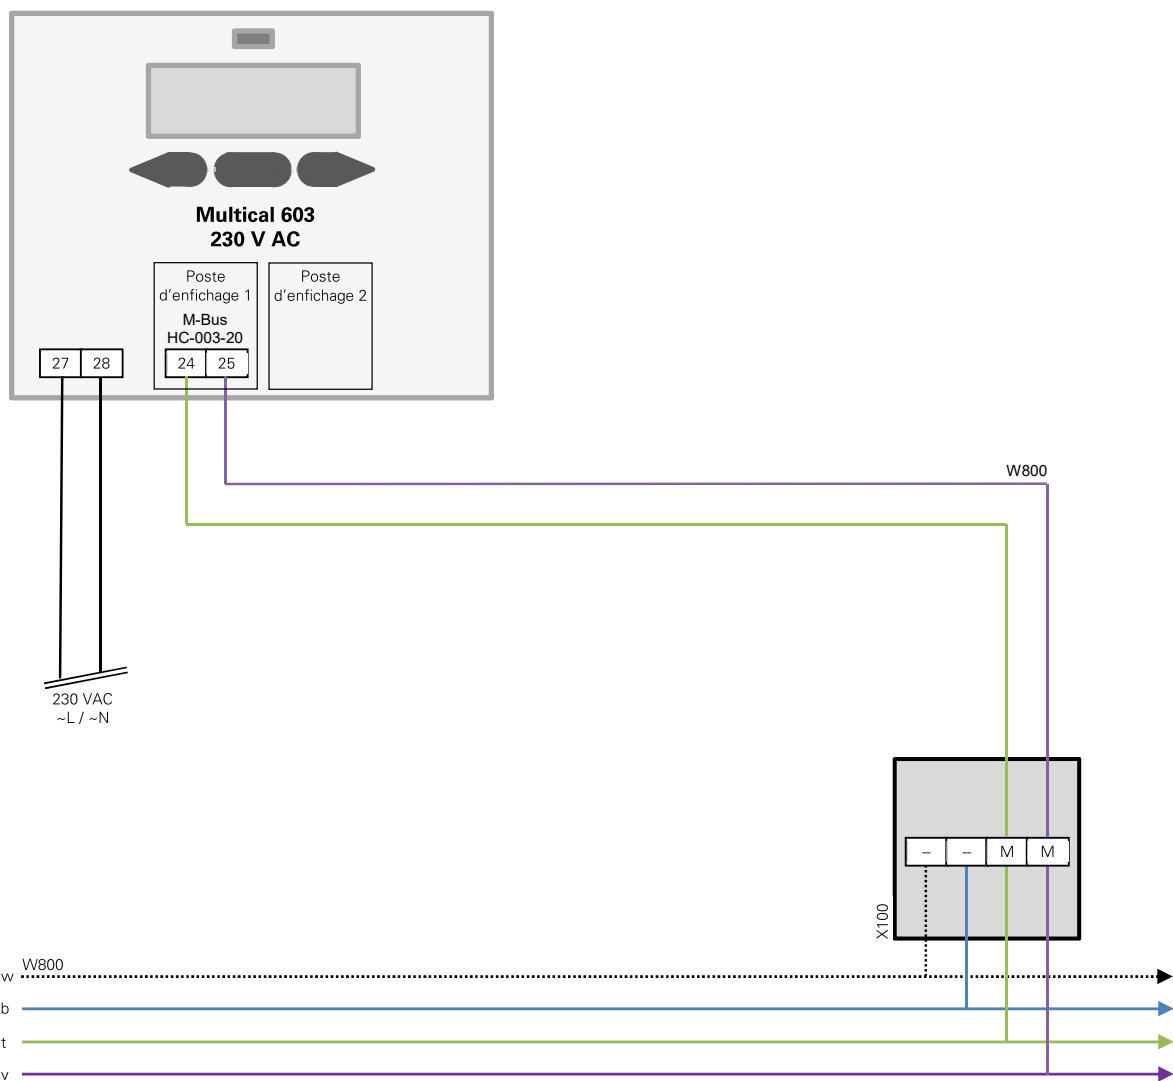 Multical 603
230 V AC
Poste
d'enfichage 1
Poste
d'enfichage 2
M-Bus
HC-003-20
27 28
24 25
W800
230 VAC
~L / ~N
-- -- M M
X100
W800
w
b
t
v